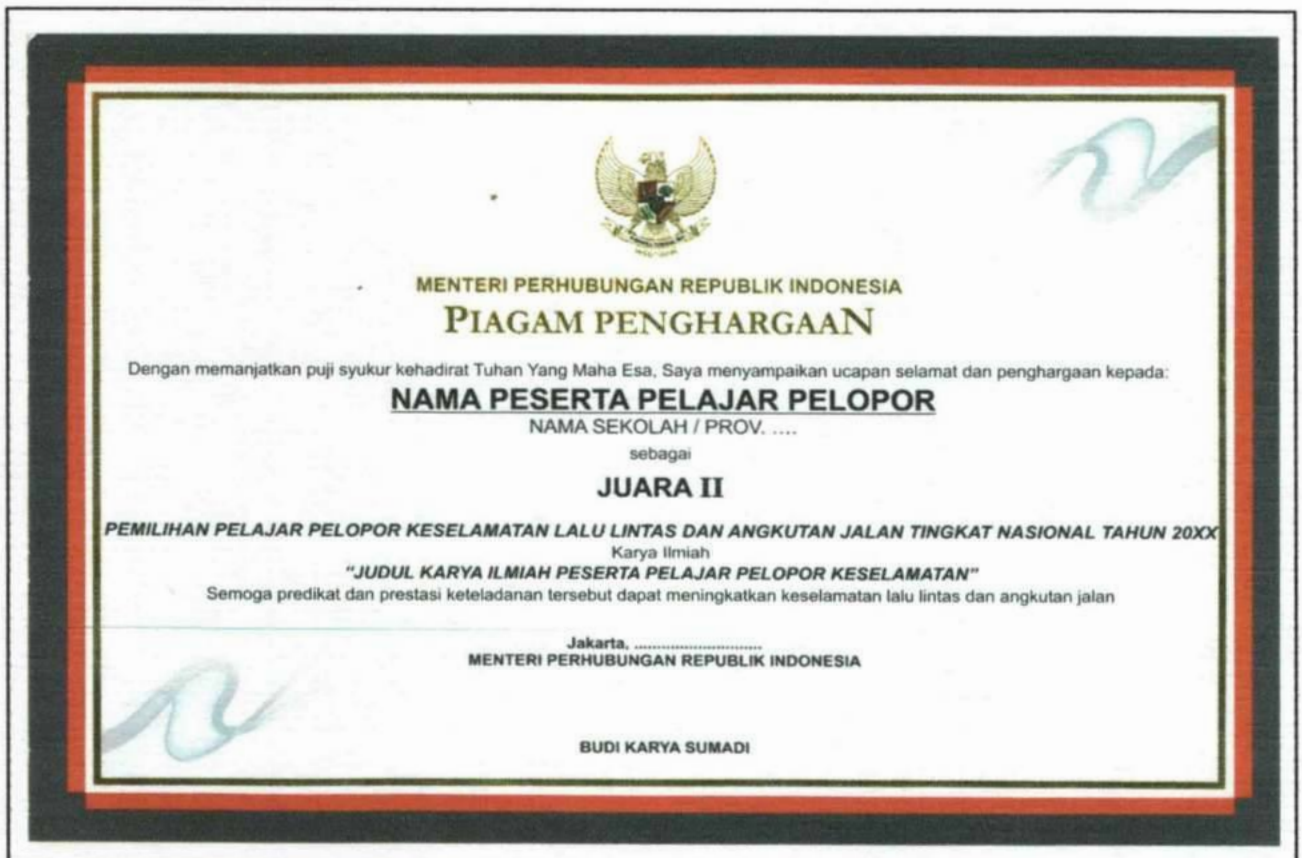 MENTERI PERHUBUNGAN REPUBLIK INDONESIA
PIAGAM PENGHARGAAN
Dengan memanjatkan puji syukur kehadirat Tuhan Yang Maha Esa, Saya menyampaikan ucapan selamat dan penghargaan kepada:
NAMA PESERTA PELAJAR PELOPOR
NAMA SEKOLAH / PROV. ....
sebagai
JUARA II
PEMILIHAN PELAJAR PELOPOR KESELAMATAN LALU LINTAS DAN ANGKUTAN JALAN TINGKAT NASIONAL TAHUN 20XX
Karya Ilmiah
"JUDUL KARYA ILMIAH PESERTA PELAJAR PELOPOR KESELAMATAN"
Semoga predikat dan prestasi keteladanan tersebut dapat meningkatkan keselamatan lalu lintas dan angkutan jalan
Jakarta, ............................
MENTERI PERHUBUNGAN REPUBLIK INDONESIA
BUDI KARYA SUMADI